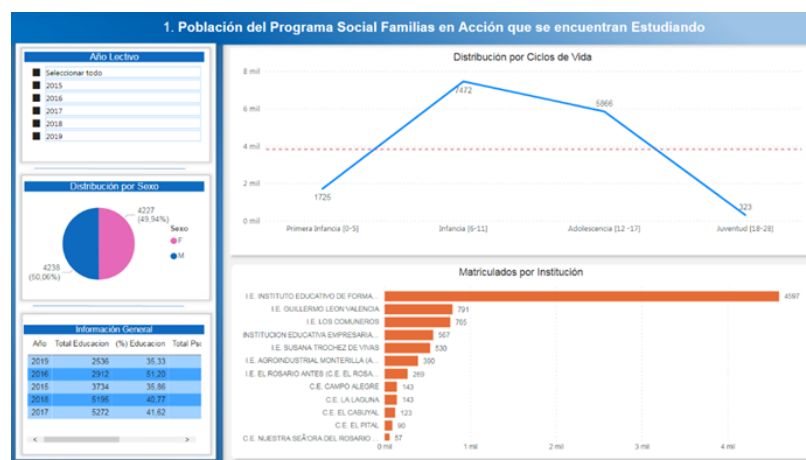 1. Población del Programa Social Familias en Acción que se encuentran Estudiando
Año Lectivo
Seleccionar todo
2015
2016
2017
2018
2019
Distribución por Sexo
4227
(49,94%)
Sexo
F
M
4238
(50,06%)
Información General
Año Total Educacion (%) Educacion Total Pse
2019 2536 35,33
2016 2912 51,20
2015 3734 35,86
2018 5195 40,77
2017 5272 41,62
Distribución por Ciclos de Vida
8 mil
6 mil
4 mil
2 mil
0 mil
1725
7472
5866
323
Primera Infancia (0-5)
Infancia (6-11)
Adolescencia (12 -17)
Juventud (18-28)
Matriculados por Institución
I.E. INSTITUTO EDUCATIVO DE FORMA... 4597
I.E. GUILLERMO LEON VALENCIA 791
I.E. LOS COMUNEROS 765
INSTITUCION EDUCATIVA EMPRESARIA... 567
I.E. SUSANA TROCHEZ DE VIVAS 530
I.E. AGROINDUSTRIAL MONTERILLA (A... 390
I.E. EL ROSARIO ANTES (C.E. EL ROSA... 269
C.E. CAMPO ALEGRE 143
C.E. LA LAGUNA 143
C.E. EL CABUYAL 123
C.E. EL PITAL 90
C.E. NUESTRA SEÃ'ORA DEL ROSARIO ... 57
0 mil 1 mil 2 mil 3 mil 4 mil